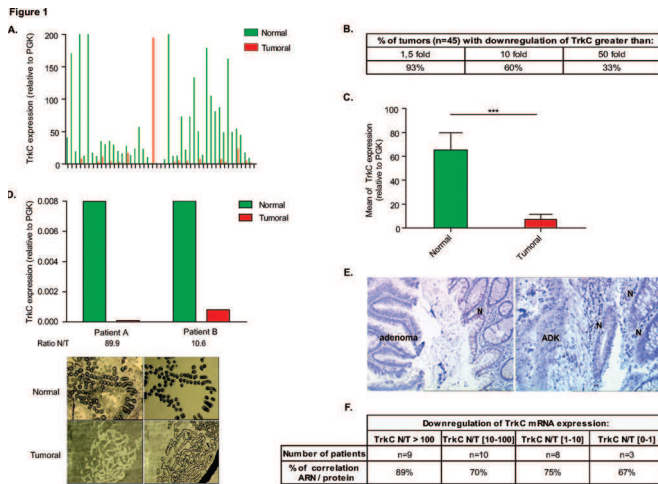 Figure 1
A.
TrkC expression (relative to PGK)
200
150
100
50
0
Normal
Tumoral
B.
% of tumors (n=45) with downregulation of TrkC greater than:
1,5 fold 10 fold 50 fold
93% 60% 33%
C.
Mean of TrkC expression
(relative to PGK)
100
80
60
40
20
0
***
Normal
Tumoral
D.
TrkC expression (relative to PGK)
0.008
0.006
0.004
0.002
0.000
Normal
Tumoral
Patient A Patient B
Ratio N/T 89.9 10.6
Normal
Tumoral
E.
adenoma
N
ADK
N
N
N
F.
Downregulation of TrkC mRNA expression:
TrkC N/T > 100 TrkC N/T [10-100] TrkC N/T [1-10] TrkC N/T [0-1]
Number of patients n=9 n=10 n=8 n=3
% of correlation
ARN / protein 89% 70% 75% 67%